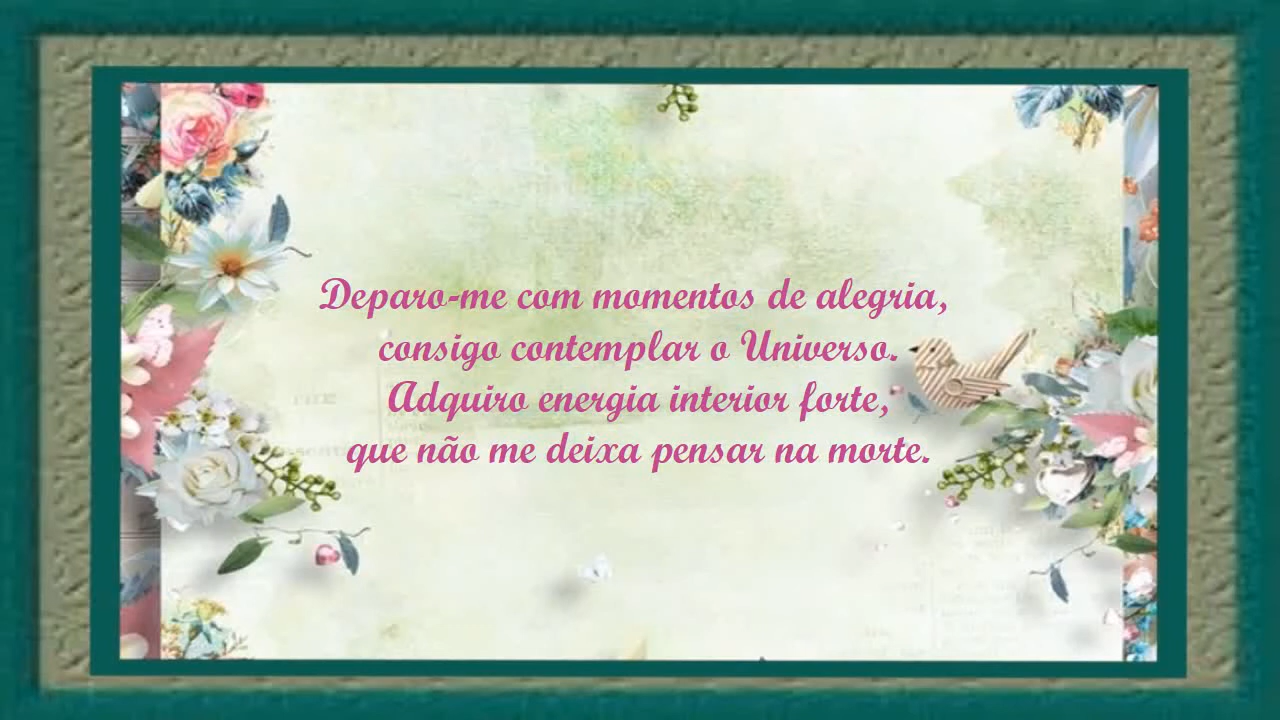 Deparo-me com momentos de alegria,
consigo contemplar o Universo.
Adquiro energia interior forte,
que não me deixa pensar na morte.